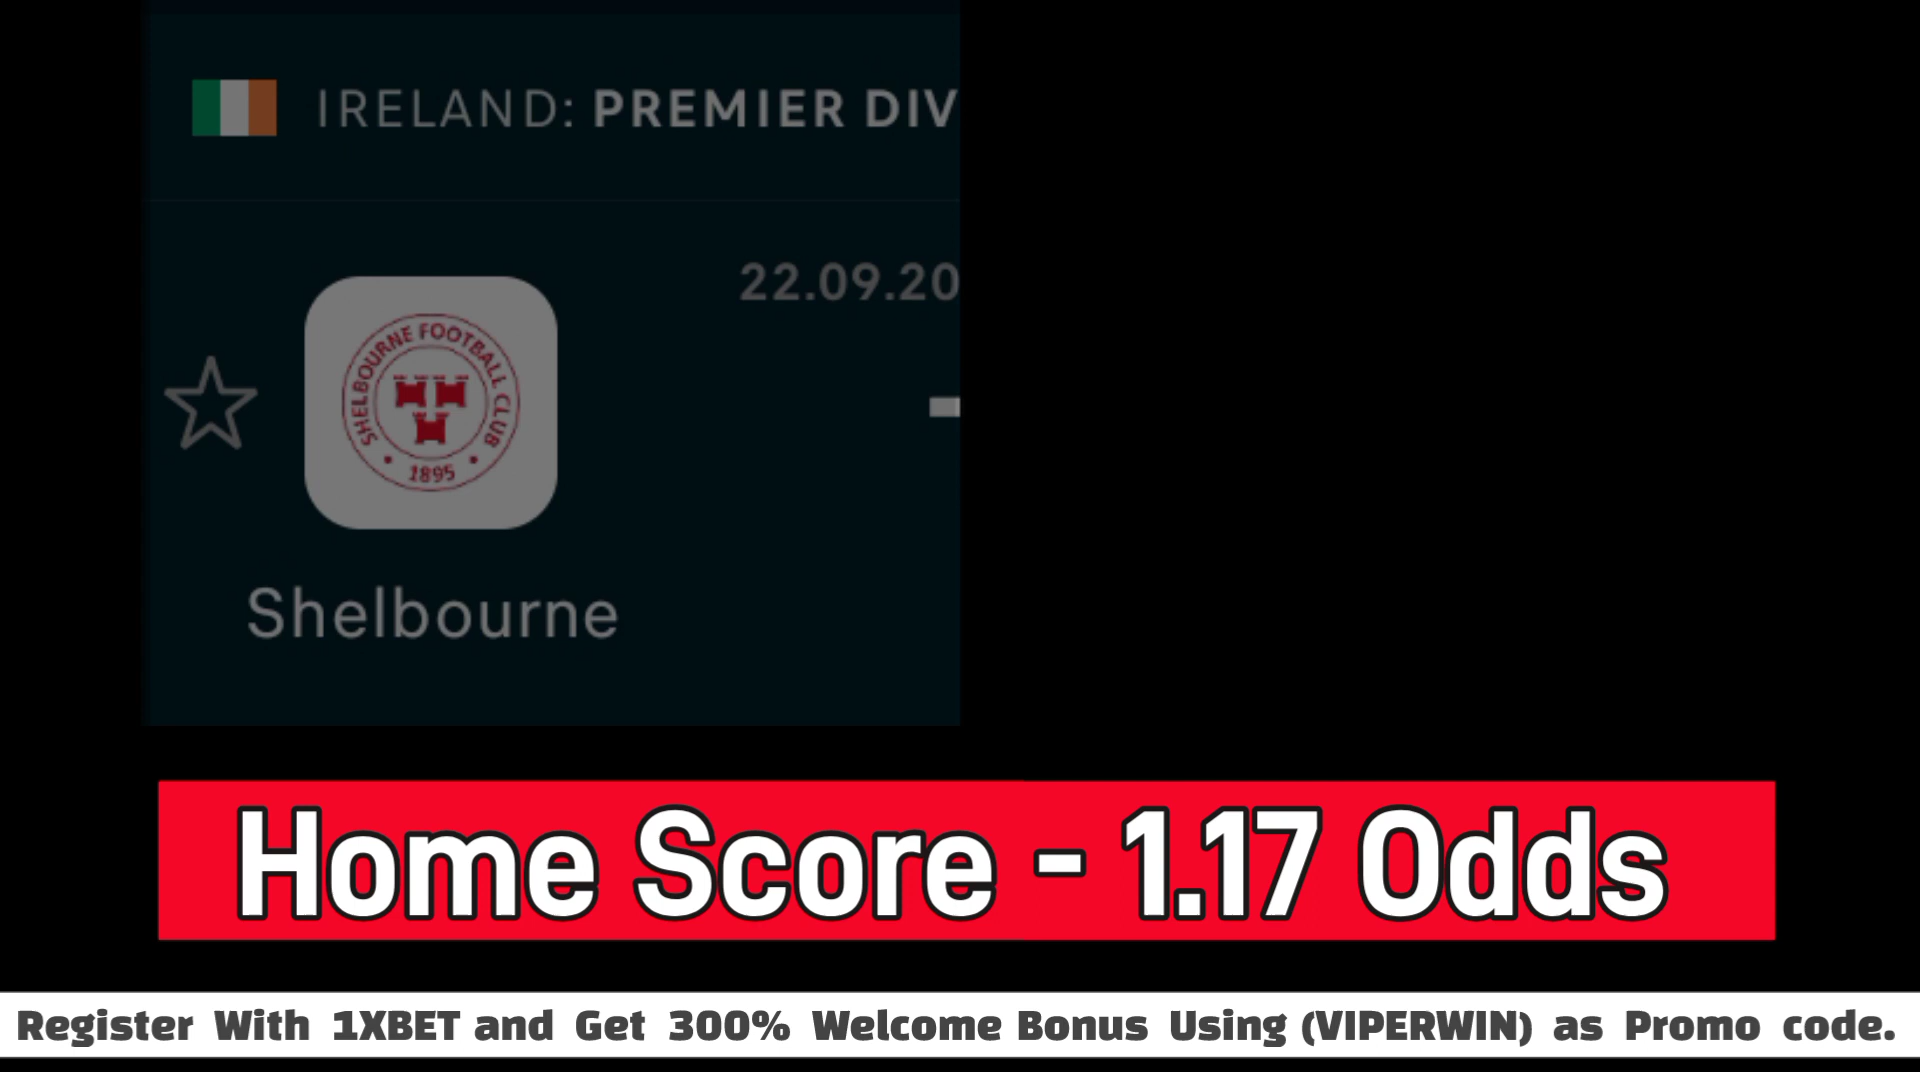 IRELAND: PREMIER DIV
22.09.20
SHELBOURNE FOOTBALL CLUB
1895
-
Shelbourne
Home Score - 1.17 Odds
Register With 1XBET and Get 300% Welcome Bonus Using (VIPERWIN) as Promo code.